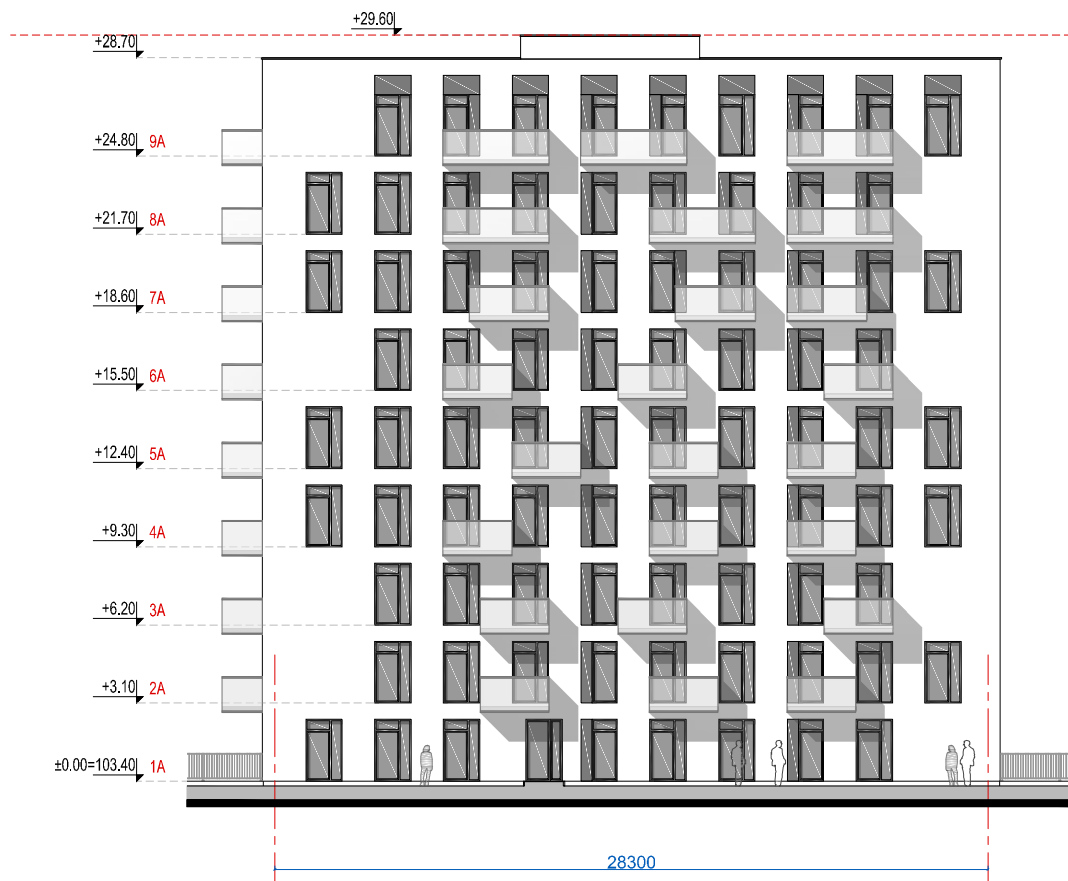 +29.60
+28.70
+24.80 9A
+21.70 8A
+18.60 7A
+15.50 6A
+12.40 5A
+9.30 4A
+6.20 3A
+3.10 2A
±0.00=103.40 1A
28300